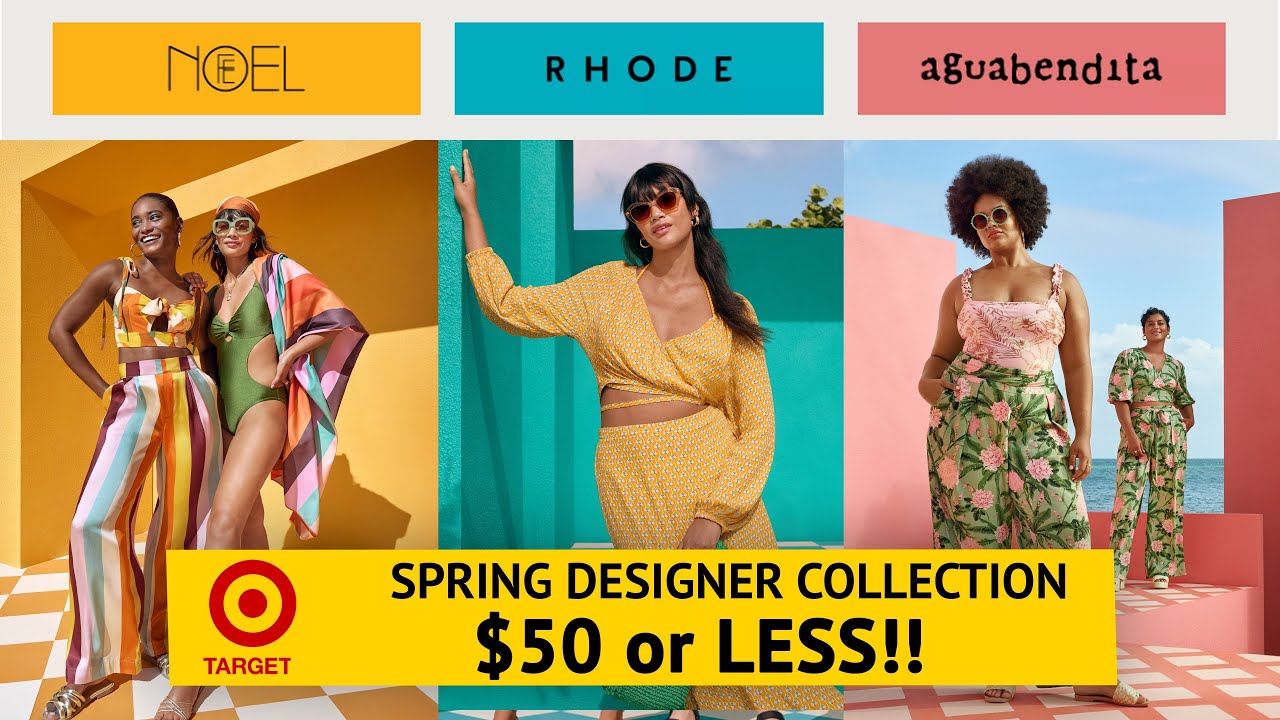 NOEL
RHODE
aguabendita
SPRING DESIGNER COLLECTION
$50 or LESS!!
TARGET